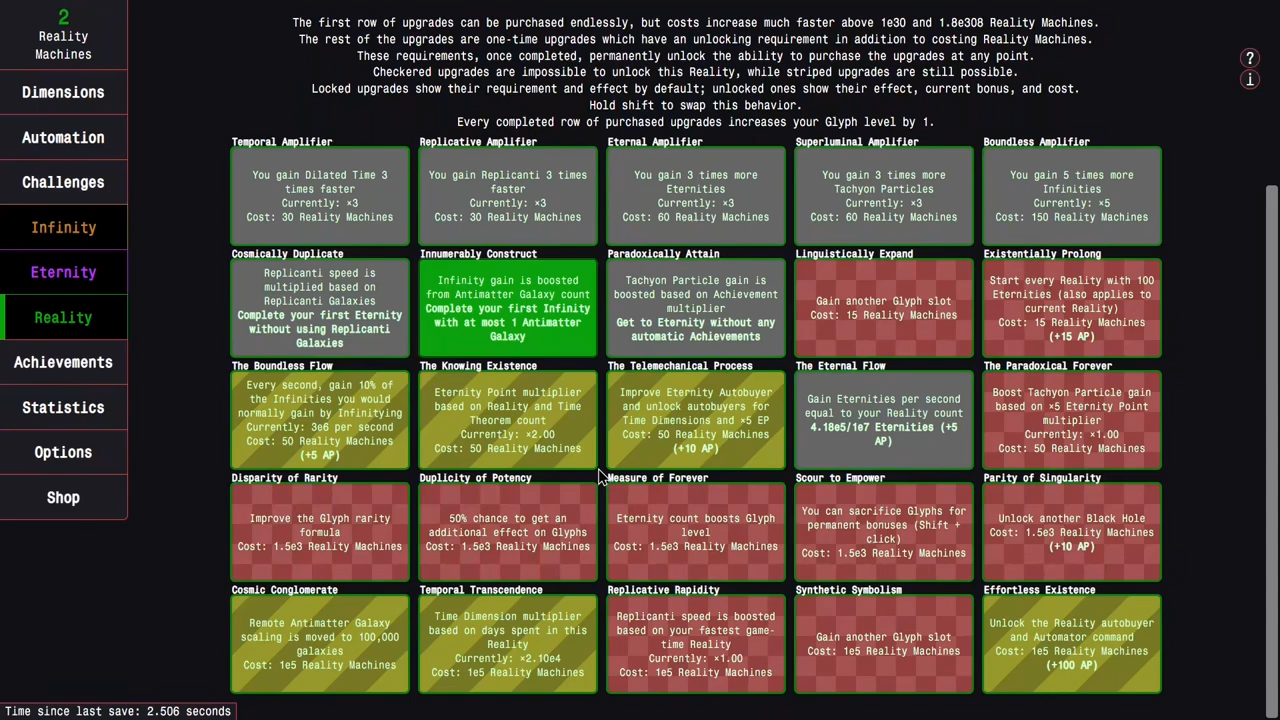 2
Reality
Machines
Dimensions
Automation
Challenges
Infinity
Eternity
Reality
Achievements
Statistics
Options
Shop
The first row of upgrades can be purchased endlessly, but costs increase much faster above 1e30 and 1.8e308 Reality Machines.
The rest of the upgrades are one-time upgrades which have an unlocking requirement in addition to costing Reality Machines.
These requirements, once completed, permanently unlock the ability to purchase the upgrades at any point.
Checkered upgrades are impossible to unlock this Reality, while striped upgrades are still possible.
Locked upgrades show their requirement and effect by default; unlocked ones show their effect, current bonus, and cost.
Hold shift to swap this behavior.
Every completed row of purchased upgrades increases your Glyph level by 1.
?
i
Temporal Amplifier
You gain Dilated Time 3
times faster
Currently: ×3
Cost: 30 Reality Machines
Replicative Amplifier
You gain Replicanti 3 times
faster
Currently: ×3
Cost: 30 Reality Machines
Eternal Amplifier
You gain 3 times more
Eternities
Currently: ×3
Cost: 60 Reality Machines
Superluminal Amplifier
You gain 3 times more
Tachyon Particles
Currently: ×3
Cost: 60 Reality Machines
Boundless Amplifier
You gain 5 times more
Infinities
Currently: ×5
Cost: 150 Reality Machines
Cosmically Duplicate
Replicanti speed is
multiplied based on
Replicanti Galaxies
Complete your first Eternity
without using Replicanti
Galaxies
Innumerably Construct
Infinity gain is boosted
from Antimatter Galaxy count
Complete your first Infinity
with at most 1 Antimatter
Galaxy
Paradoxically Attain
Tachyon Particle gain is
boosted based on Achievement
multiplier
Get to Eternity without any
automatic Achievements
Linguistically Expand
Gain another Glyph slot
Cost: 15 Reality Machines
Existentially Prolong
Start every Reality with 100
Eternities (also applies to
current Reality)
Cost: 15 Reality Machines
(+15 AP)
The Boundless Flow
Every second, gain 10% of
the Infinities you would
normally gain by Infinitying
Currently: 3e6 per second
Cost: 50 Reality Machines
(+5 AP)
The Knowing Existence
Eternity Point multiplier
based on Reality and Time
Theorem count
Currently: ×2.00
Cost: 50 Reality Machines
The Telemechanical Process
Improve Eternity Autobuyer
and unlock autobuyers for
Time Dimensions and ×5 EP
Cost: 50 Reality Machines
(+10 AP)
The Eternal Flow
Gain Eternities per second
equal to your Reality count
4.18e5/1e7 Eternities (+5
AP)
The Paradoxical Forever
Boost Tachyon Particle gain
based on ×5 Eternity Point
multiplier
Currently: ×1.00
Cost: 50 Reality Machines
Disparity of Rarity
Improve the Glyph rarity
formula
Cost: 1.5e3 Reality Machines
Duplicity of Potency
50% chance to get an
additional effect on Glyphs
Cost: 1.5e3 Reality Machines
Measure of Forever
Eternity count boosts Glyph
level
Cost: 1.5e3 Reality Machines
Scour to Empower
You can sacrifice Glyphs for
permanent bonuses (Shift +
click)
Cost: 1.5e3 Reality Machines
Parity of Singularity
Unlock another Black Hole
Cost: 1.5e3 Reality Machines
(+10 AP)
Cosmic Conglomerate
Remote Antimatter Galaxy
scaling is moved to 100,000
galaxies
Cost: 1e5 Reality Machines
Temporal Transcendence
Time Dimension multiplier
based on days spent in this
Reality
Currently: ×2.10e4
Cost: 1e5 Reality Machines
Replicative Rapidity
Replicanti speed is boosted
based on your fastest game-
time Reality
Currently: ×1.00
Cost: 1e5 Reality Machines
Synthetic Symbolism
Gain another Glyph slot
Cost: 1e5 Reality Machines
Effortless Existence
Unlock the Reality autobuyer
and Automator command
Cost: 1e5 Reality Machines
(+100 AP)
Time since last save: 2.506 seconds